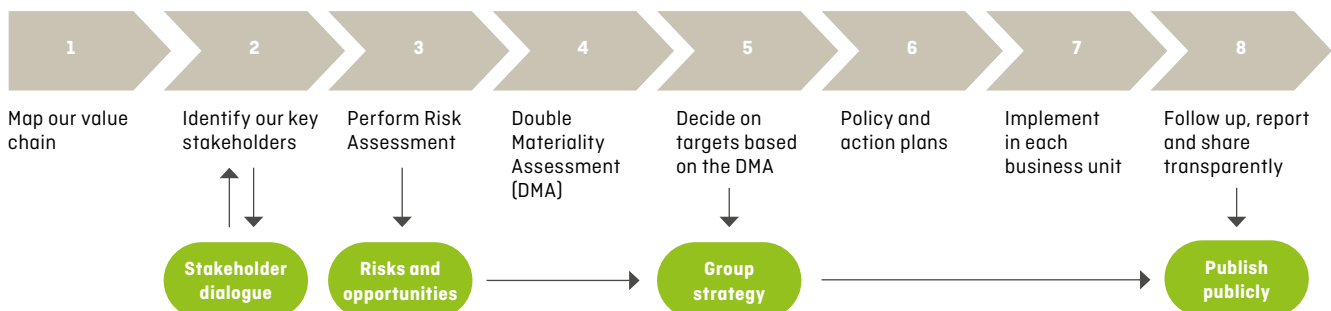 1
2
3
4
5
6
7
8
Map our value
chain
Identify our key
stakeholders
Perform Risk
Assessment
Double
Materiality
Assessment
(DMA)
Decide on
targets based
on the DMA
Policy and
action plans
Implement
in each
business unit
Follow up, report
and share
transparently
Stakeholder
dialogue
Risks and
opportunities
Group
strategy
Publish
publicly